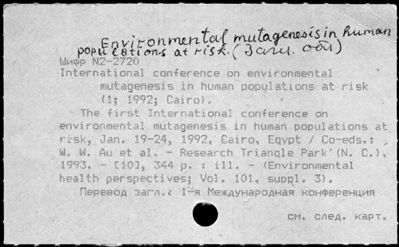 Environmental mutagenesis in human
populations at risk. (Загл. обл)
Шифр N2-2720
International conference on environmental
mutagenesis in human populations at risk
(1; 1992; Cairo).
The first International conference on
environmental mutagenesis in human populations at
risk, Jan. 19-24, 1992, Cairo, Egypt / Co-eds.:
W. W. Au et al. - Research Triangle Park (N. C.),
1993. - [10], 344 p. : ill. - (Environmental
health perspectives; Vol. 101, suppl. 3).
Перевод загл.: 1-я Международная конференция
см. след. карт.